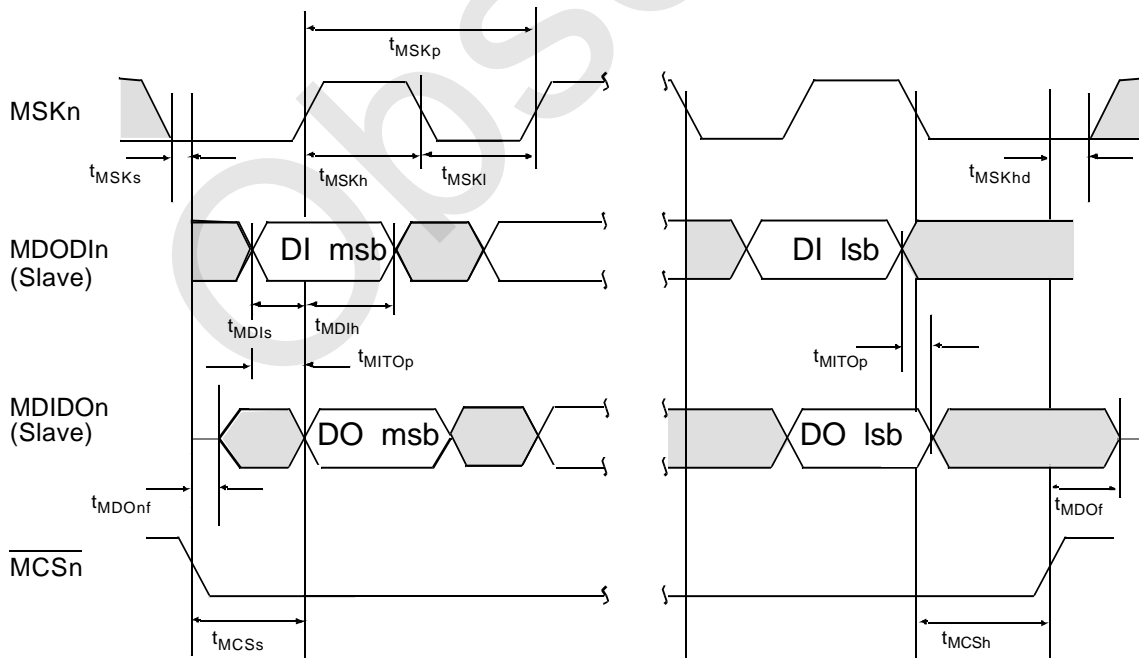 tMSKp
MSKn
tMSKs
tMSKh
tMSKl
tMSKhd
MDODIn
(Slave)
DI msb
DI lsb
tMDIs
tMDIh
tMITOp
tMITOp
MDIDOn
(Slave)
DO msb
DO lsb
tMDOnf
tMDOf
MCSn
tMCSs
tMCSh